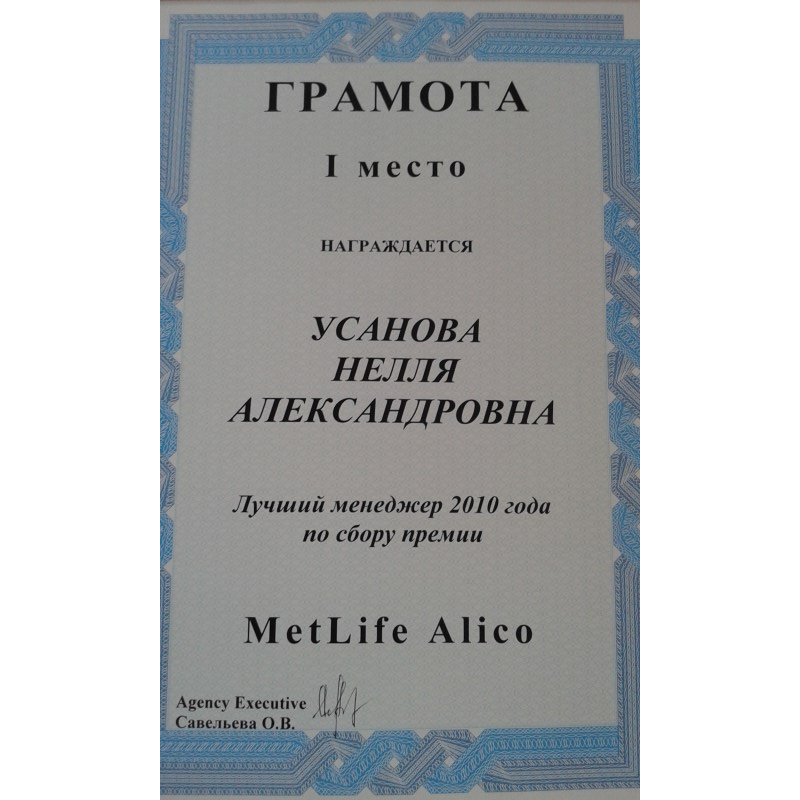 ГРАМОТА
I место
НАГРАЖДАЕТСЯ
УСАНОВА
НЕЛЛЯ
АЛЕКСАНДРОВНА
Лучший менеджер 2010 года
по сбору премии
MetLife Alico
Agency Executive
Савельева О.В.